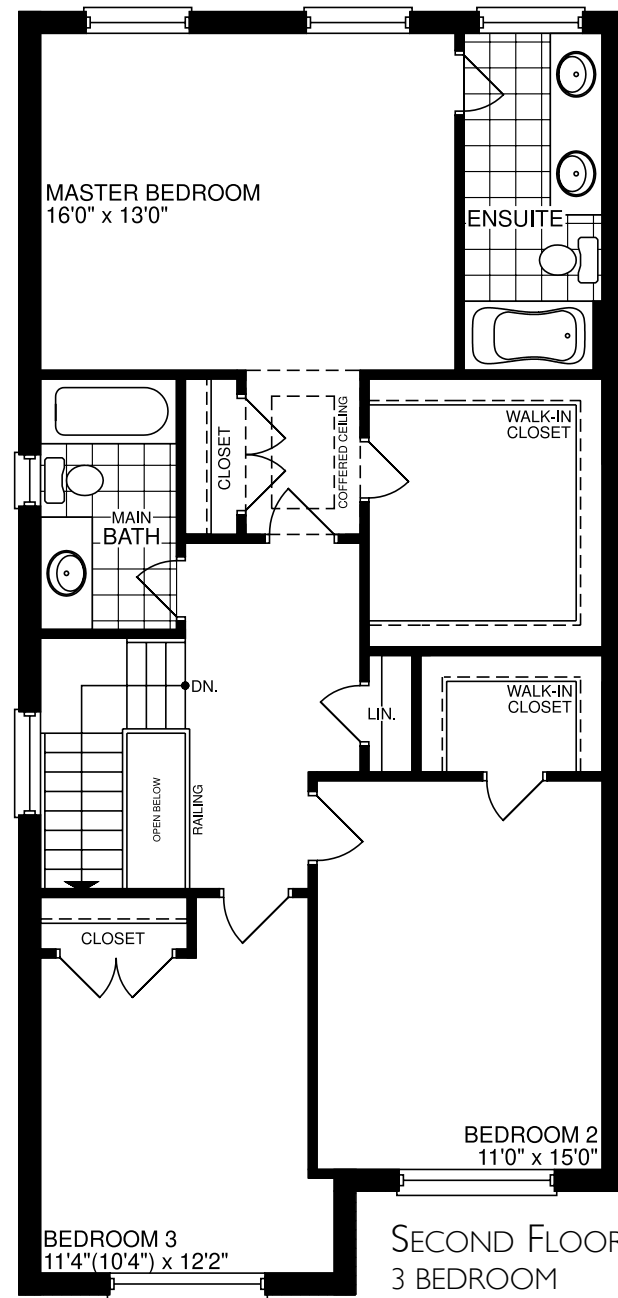 MASTER BEDROOM
16'0" x 13'0"
ENSUITE
CLOSET
COFFERED CEILING
WALK-IN
CLOSET
MAIN
BATH
DN.
LIN.
WALK-IN
CLOSET
OPEN BELOW
RAILING
CLOSET
BEDROOM 2
11'0" x 15'0"
BEDROOM 3
11'4"(10'4") x 12'2"
SECOND FLOOR
3 BEDROOM